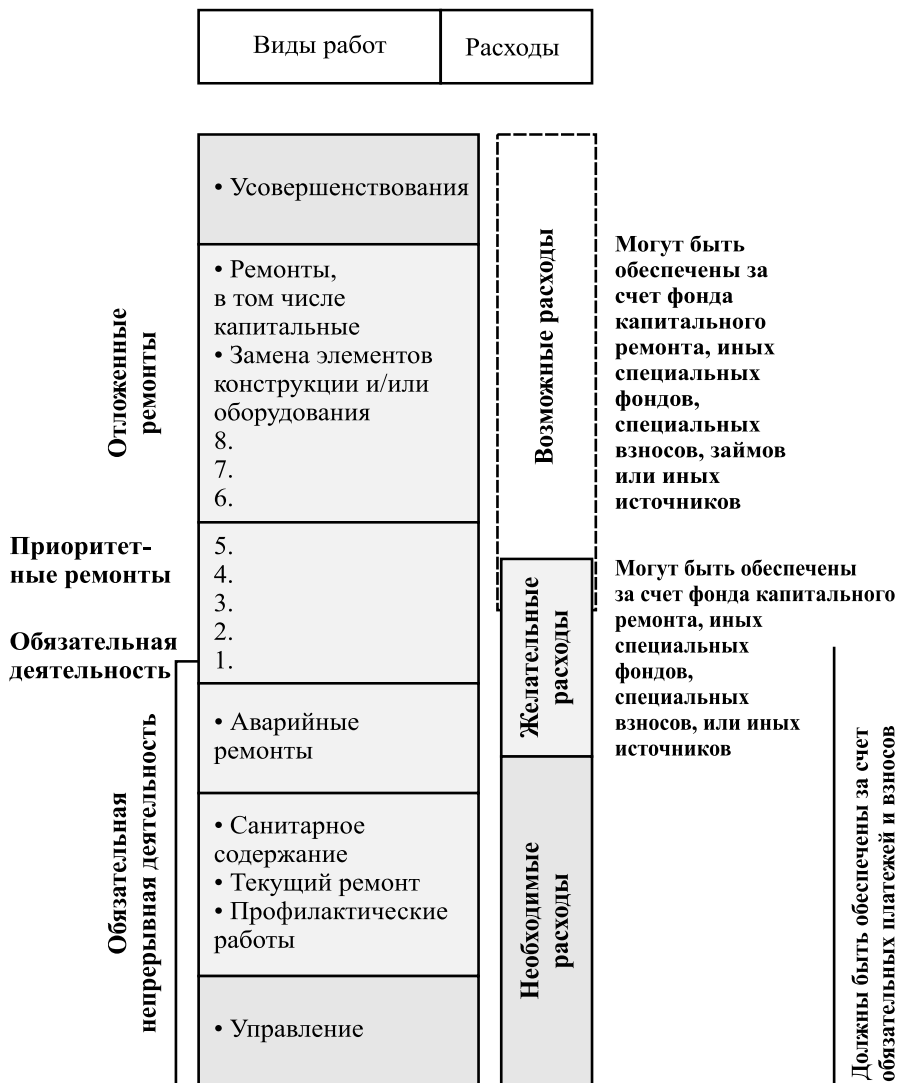 Виды работ
Расходы
• Усовершенствования
• Ремонты,
в том числе
капитальные
• Замена элементов
конструкции и/или
оборудования
8.
7.
6.
5.
4.
3.
2.
1.
• Аварийные
ремонты
• Санитарное
содержание
• Текущий ремонт
• Профилактические
работы
• Управление
Отложенные
ремонты
Приоритет-
ные ремонты
Обязательная
деятельность
Обязательная
непрерывная деятельность
Возможные расходы
Желательные
расходы
Необходимые
расходы
Могут быть
обеспечены за
счет фонда
капитального
ремонта, иных
специальных
фондов,
специальных
взносов, займов
или иных
источников
Могут быть обеспечены
за счет фонда капитального
ремонта, иных
специальных
фондов,
специальных
взносов, или иных
источников
Должны быть обеспечены за счет
обязательных платежей и взносов